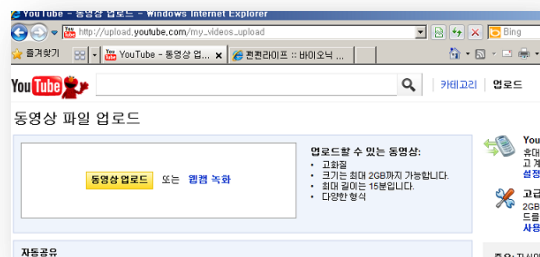 YouTube - 동영상 업로드 - Windows Internet Explorer
http://upload.youtube.com/my_videos_upload
Bing
즐겨찾기
YouTube - 동영상 업...
펀펀라이프 :: 바이오닉 ...
YouTube
카테고리
업로드
동영상 파일 업로드
동영상 업로드 또는 웹캠 녹화
업로드할 수 있는 동영상:
• 고화질
• 크기는 최대 2GB까지 가능합니다.
• 최대 길이는 15분입니다.
• 다양한 형식
You
휴대
고 계
설정
고급
2GB
드를
사용
자동공유